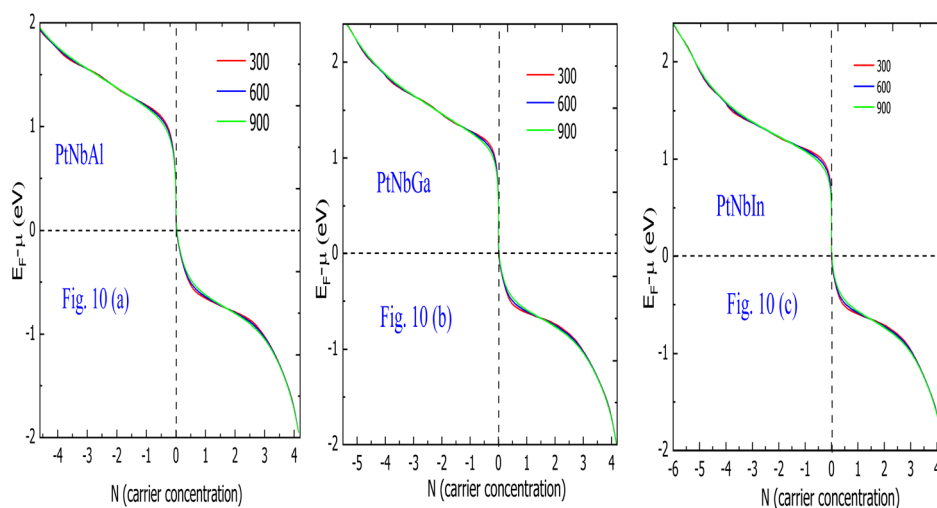 2
1
0
-1
-2
E_F-μ (eV)
300
600
900
PtNbAl
Fig. 10 (a)
-4 -3 -2 -1 0 1 2 3 4
N (carrier concentration)
2
1
0
-1
-2
E_F-μ (eV)
300
600
900
PtNbGa
Fig. 10 (b)
-5 -4 -3 -2 -1 0 1 2 3 4
N (carrier concentration)
2
1
0
-1
-2
E_F-μ (eV)
300
600
900
PtNbIn
Fig. 10 (c)
-6 -5 -4 -3 -2 -1 0 1 2 3 4
N (carrier concentration)